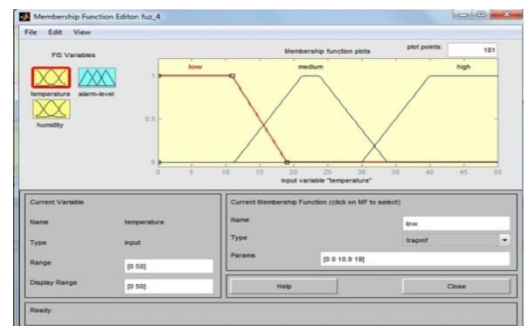 Membership Function Editor: fuz_4
File Edit View
FIS Variables
Membership function plots
plot points:
181
temperature
alarm-level
humidity
low
medium
high
1
0.5
0
0 5 10 15 20 25 30 35 40 45 50
input variable "temperature"
Current Variable
Name temperature
Type input
Range [0 50]
Display Range [0 50]
Current Membership Function (click on MF to select)
Name low
Type trapmf
Params [0 0 10.9 19]
Help Close
Ready